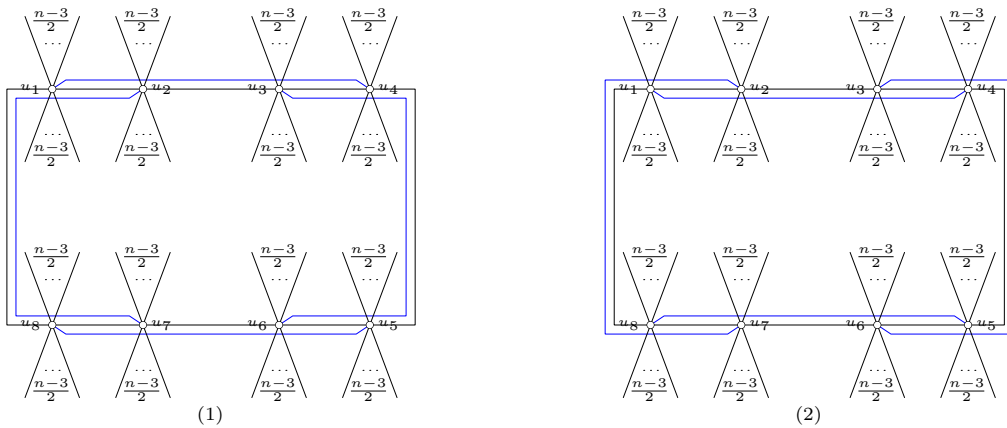 n−3/2 n−3/2 n−3/2 n−3/2 n−3/2 n−3/2 n−3/2 n−3/2
... ... ... ... ... ... ... ...
u1 u2 u3 u4 u1 u2 u3 u4
... ... ... ... ... ... ... ...
n−3/2 n−3/2 n−3/2 n−3/2 n−3/2 n−3/2 n−3/2 n−3/2
n−3/2 n−3/2 n−3/2 n−3/2 n−3/2 n−3/2 n−3/2 n−3/2
... ... ... ... ... ... ... ...
u8 u7 u6 u5 u8 u7 u6 u5
... ... ... ... ... ... ... ...
n−3/2 n−3/2 n−3/2 n−3/2 n−3/2 n−3/2 n−3/2 n−3/2
(1) (2)